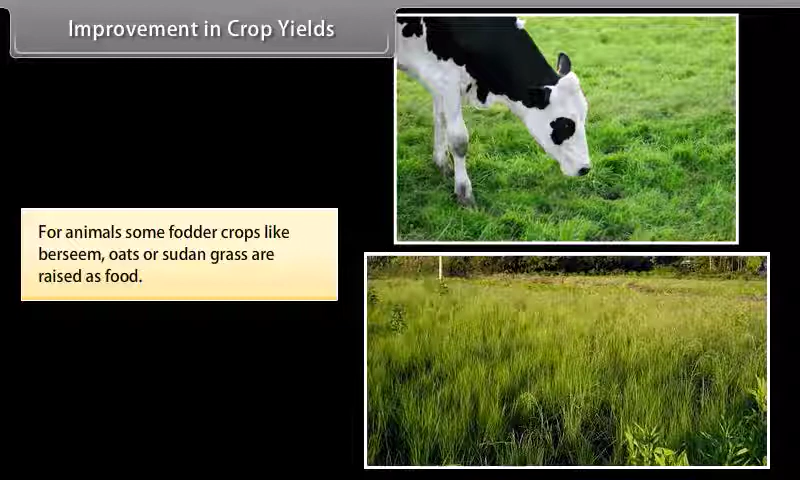 Improvement in Crop Yields
For animals some fodder crops like
berseem, oats or sudan grass are
raised as food.